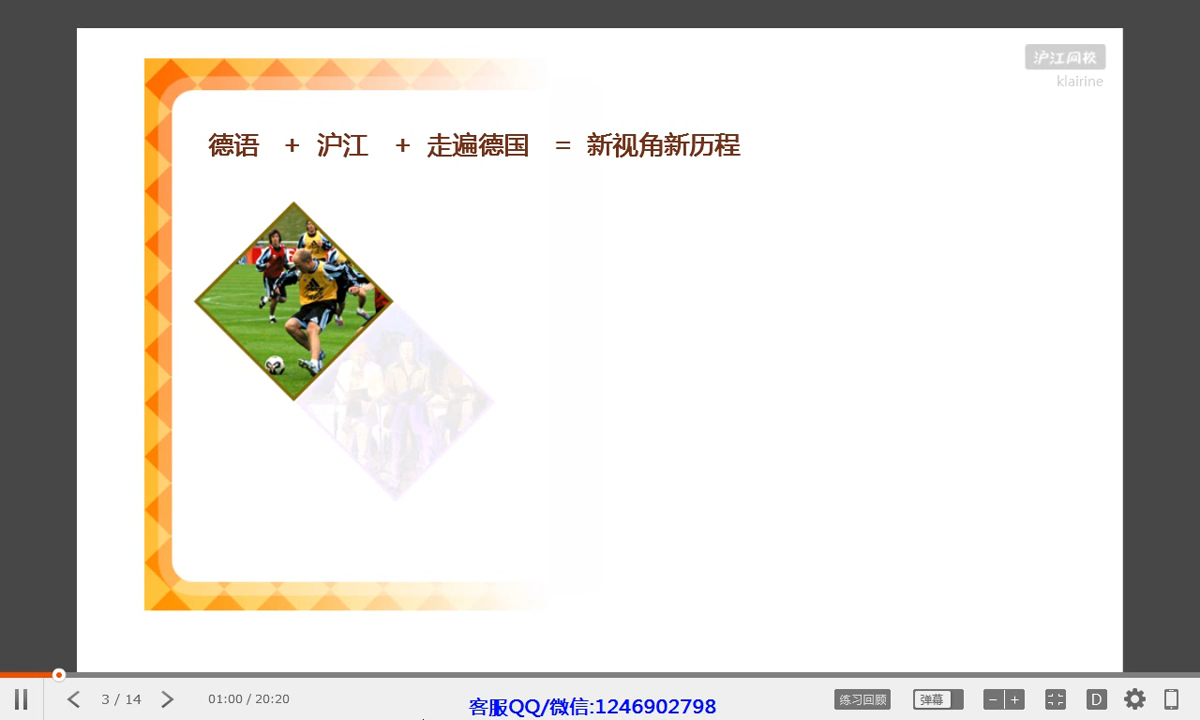 沪江网校
klairine
德语 + 沪江 + 走遍德国 = 新视角新历程
3 / 14
01:00 / 20:20
客服QQ/微信:1246902798
练习回顾
弹幕
D